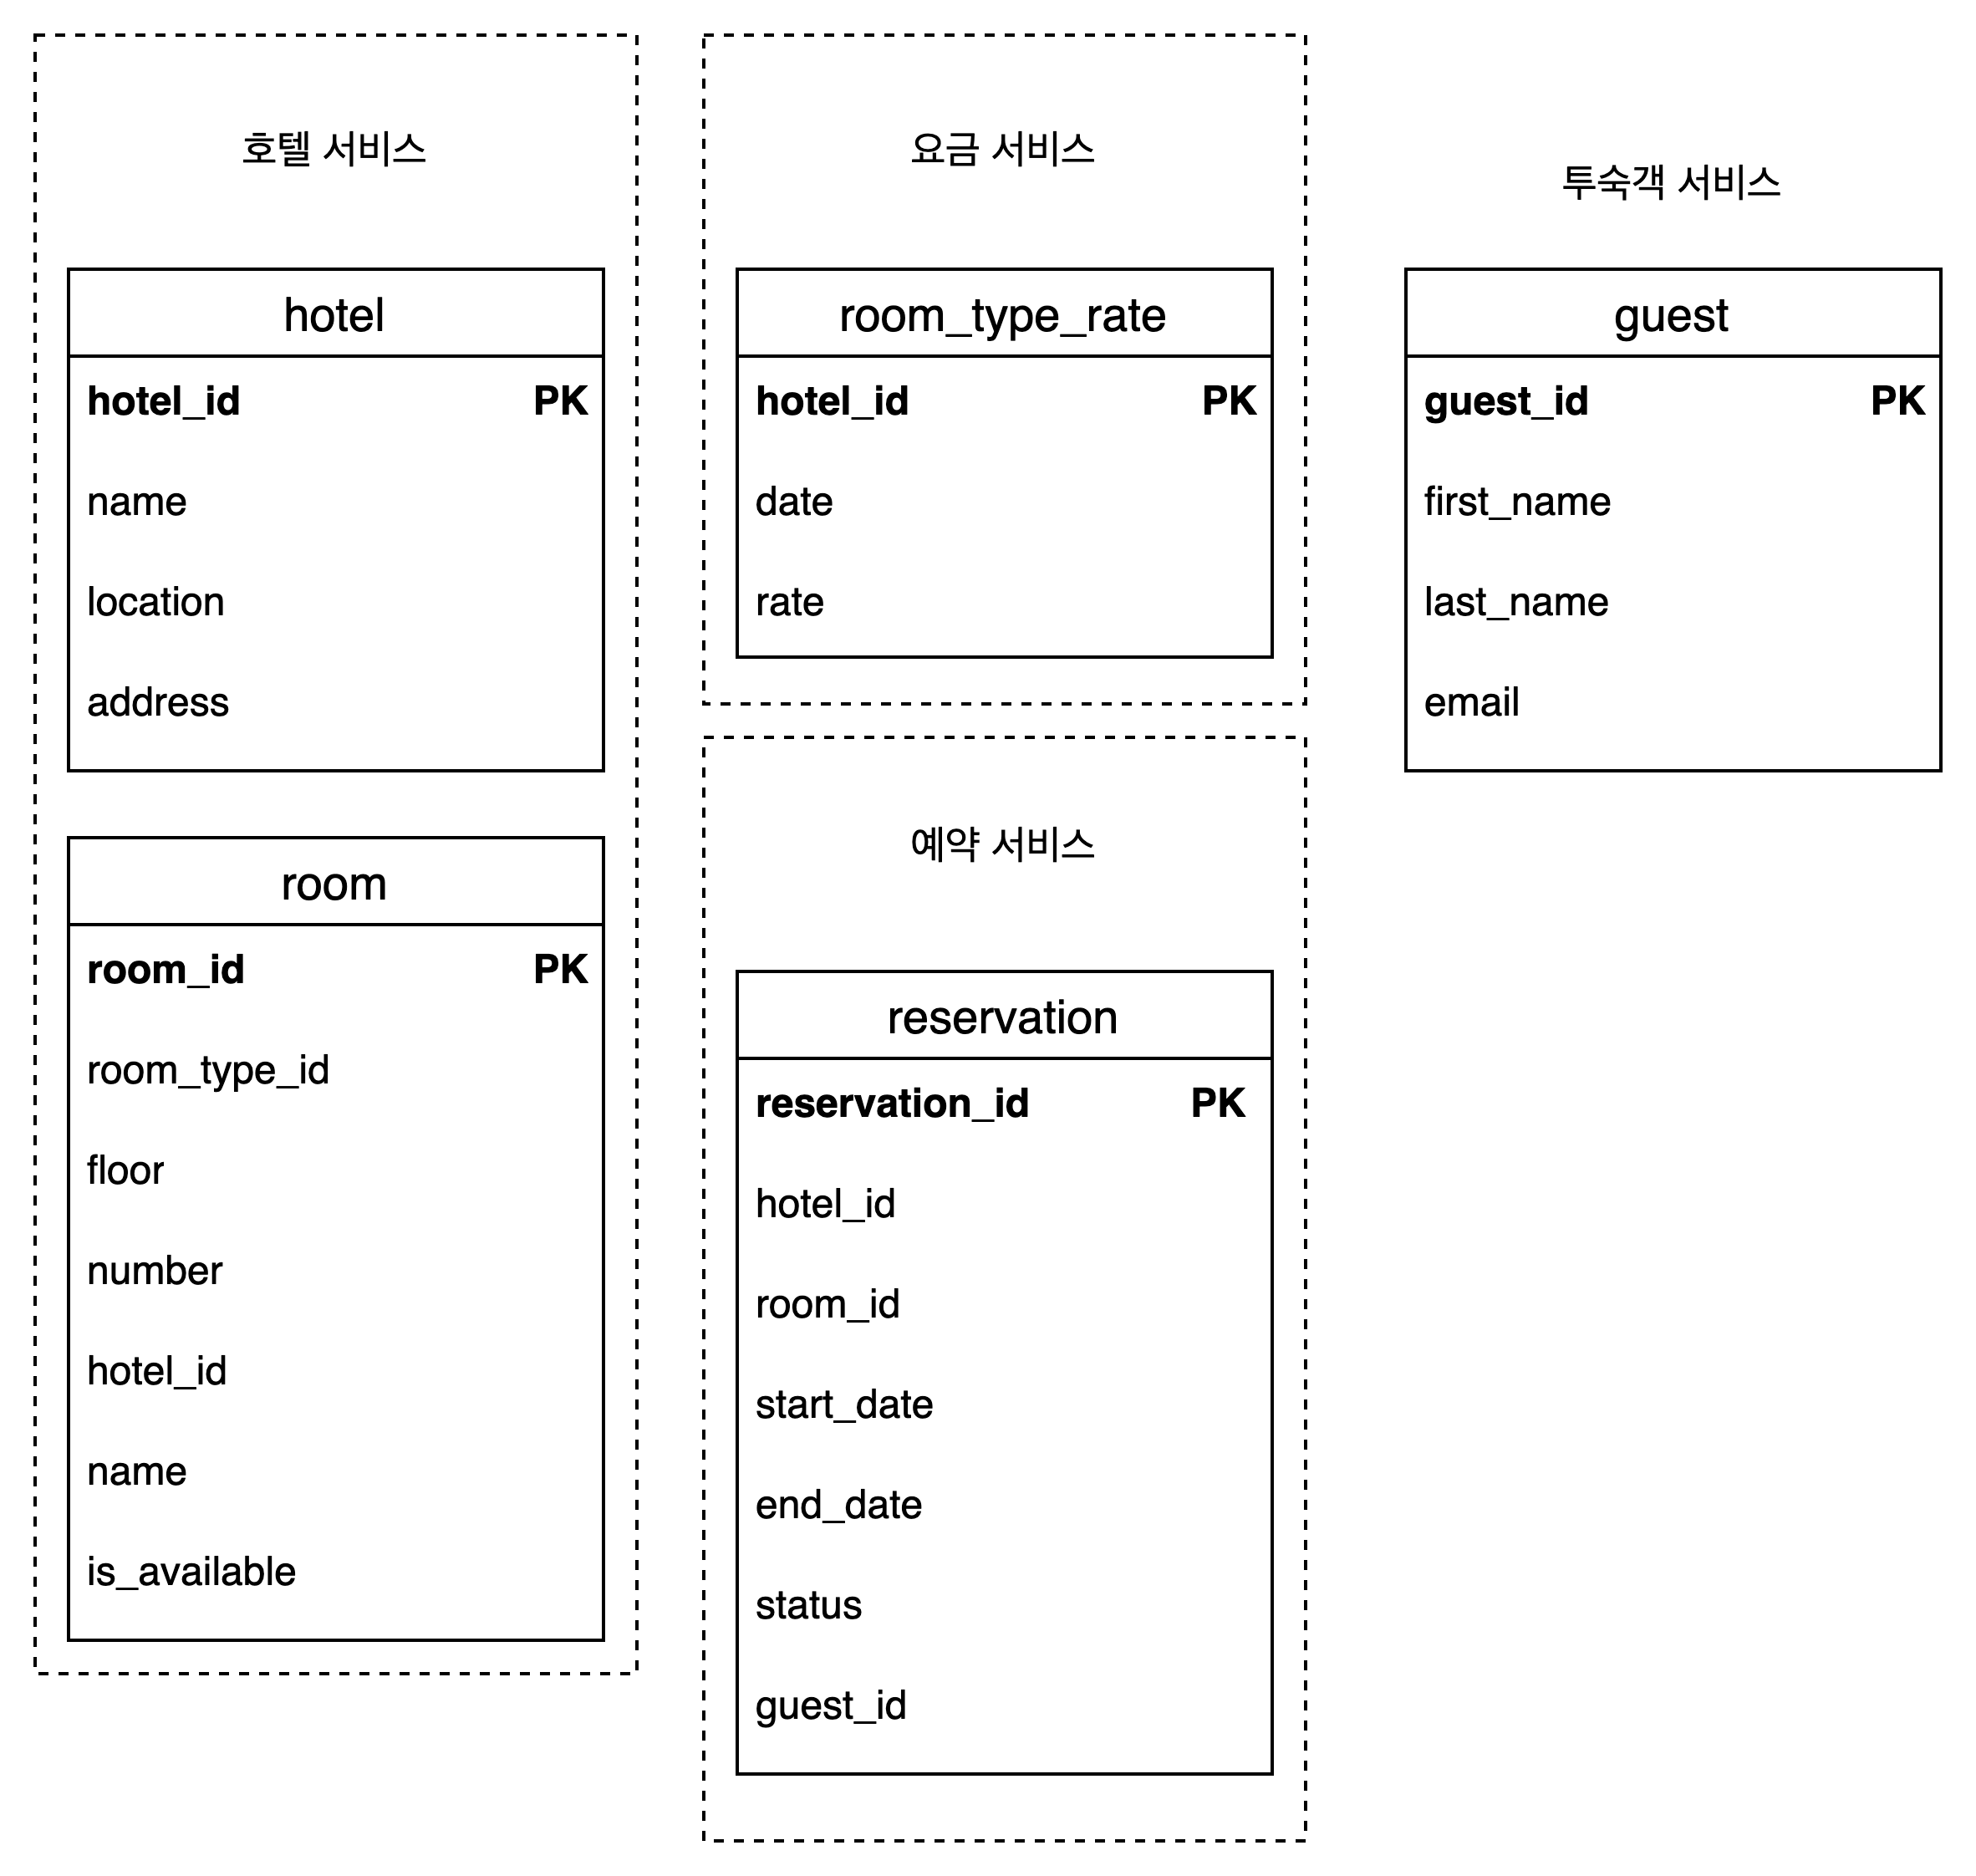 호텔 서비스
hotel
hotel_id PK
name
location
address
room
room_id PK
room_type_id
floor
number
hotel_id
name
is_available
요금 서비스
room_type_rate
hotel_id PK
date
rate
예약 서비스
reservation
reservation_id PK
hotel_id
room_id
start_date
end_date
status
guest_id
투숙객 서비스
guest
guest_id PK
first_name
last_name
email